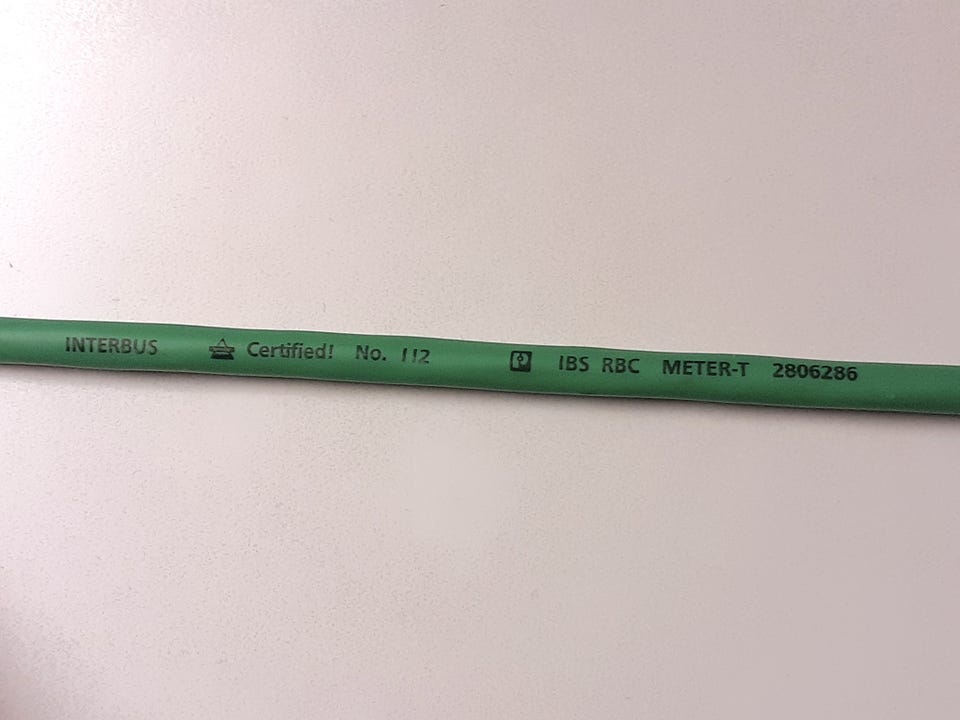 INTERBUS Certified! No. 112 IBS RBC METER-T 2806286